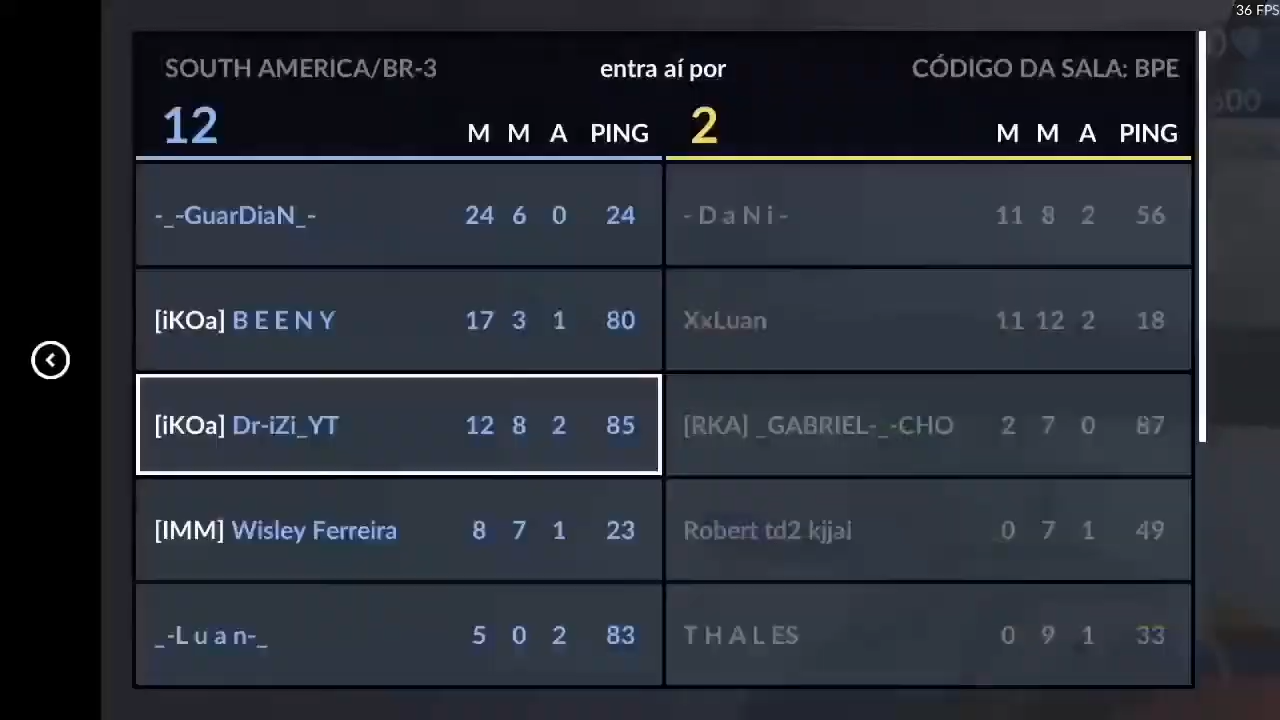 36 FPS
SOUTH AMERICA/BR-3 entra aí por CÓDIGO DA SALA: BPE
12 M M A PING 2 M M A PING
-_-GuarDiaN_- 24 6 0 24 - D a N i - 11 8 2 56
[iKOa] B E E N Y 17 3 1 80 XxLuan 11 12 2 18
[iKOa] Dr-iZi_YT 12 8 2 85 [RKA] _GABRIEL-_-CHO 2 7 0 87
[IMM] Wisley Ferreira 8 7 1 23 Robert td2 kjjai 0 7 1 49
_-L u a n-_ 5 0 2 83 T H A L ES 0 9 1 33